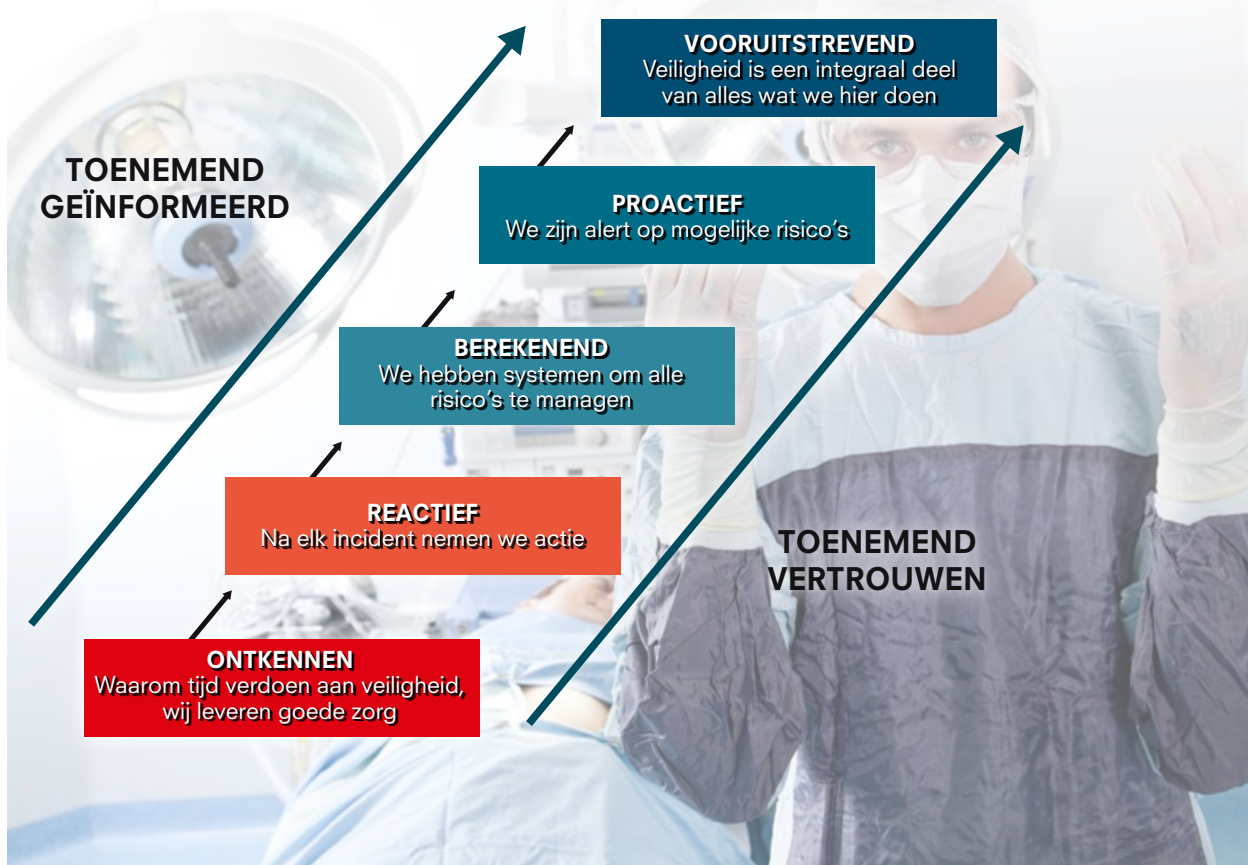 VOORUITSTREVEND
Veiligheid is een integraal deel
van alles wat we hier doen
TOENEMEND
GEÏNFORMEERD
PROACTIEF
We zijn alert op mogelijke risico's
BEREKENEND
We hebben systemen om alle
risico's te managen
REACTIEF
Na elk incident nemen we actie
TOENEMEND
VERTROUWEN
ONTKENNEN
Waarom tijd verdoen aan veiligheid,
wij leveren goede zorg